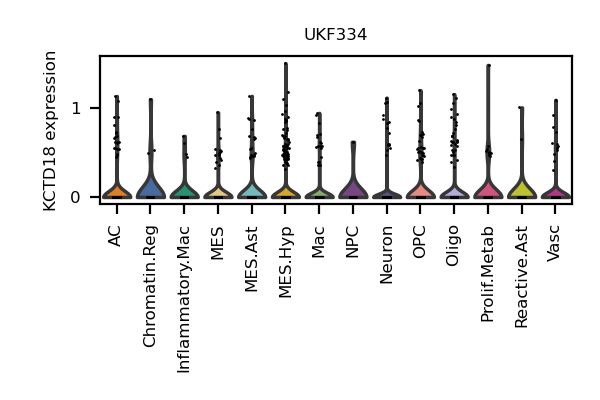 UKF334
KCTD18 expression
1
0
AC
Chromatin.Reg
Inflammatory.Mac
MES
MES.Ast
MES.Hyp
Mac
NPC
Neuron
OPC
Oligo
Prolif.Metab
Reactive.Ast
Vasc